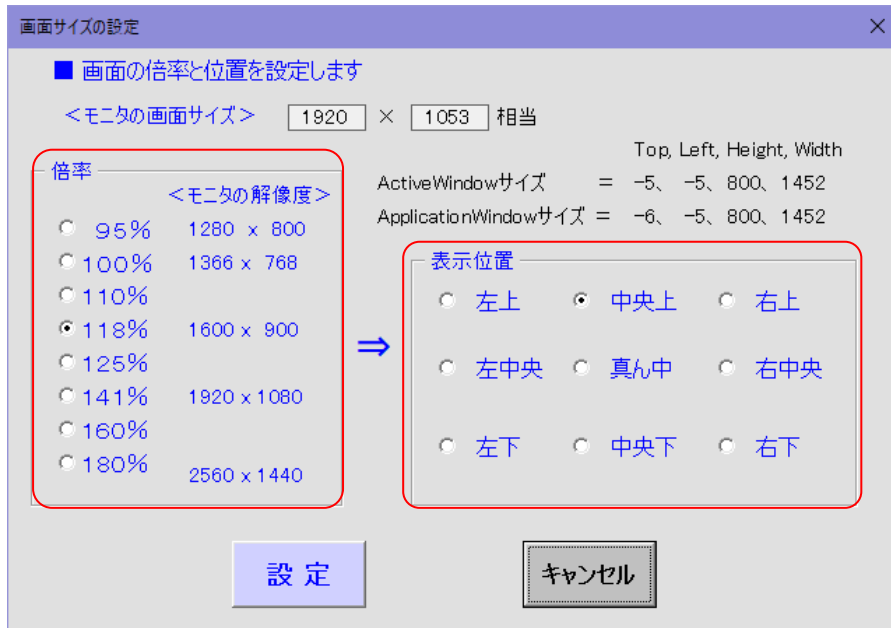 画面サイズの設定
■ 画面の倍率と位置を設定します
＜モニタの画面サイズ＞ 1920 × 1053 相当
Top, Left, Height, Width
ActiveWindowサイズ ＝ -5、 -5、800、1452
ApplicationWindowサイズ ＝ -6、 -5、800、1452
倍率
＜モニタの解像度＞
95% 1280 x 800
100% 1366 x 768
110%
118% 1600 x 900
125%
141% 1920 x 1080
160%
180% 2560 x 1440
⇒
表示位置
左上 中央上 右上
左中央 真ん中 右中央
左下 中央下 右下
設 定 キャンセル